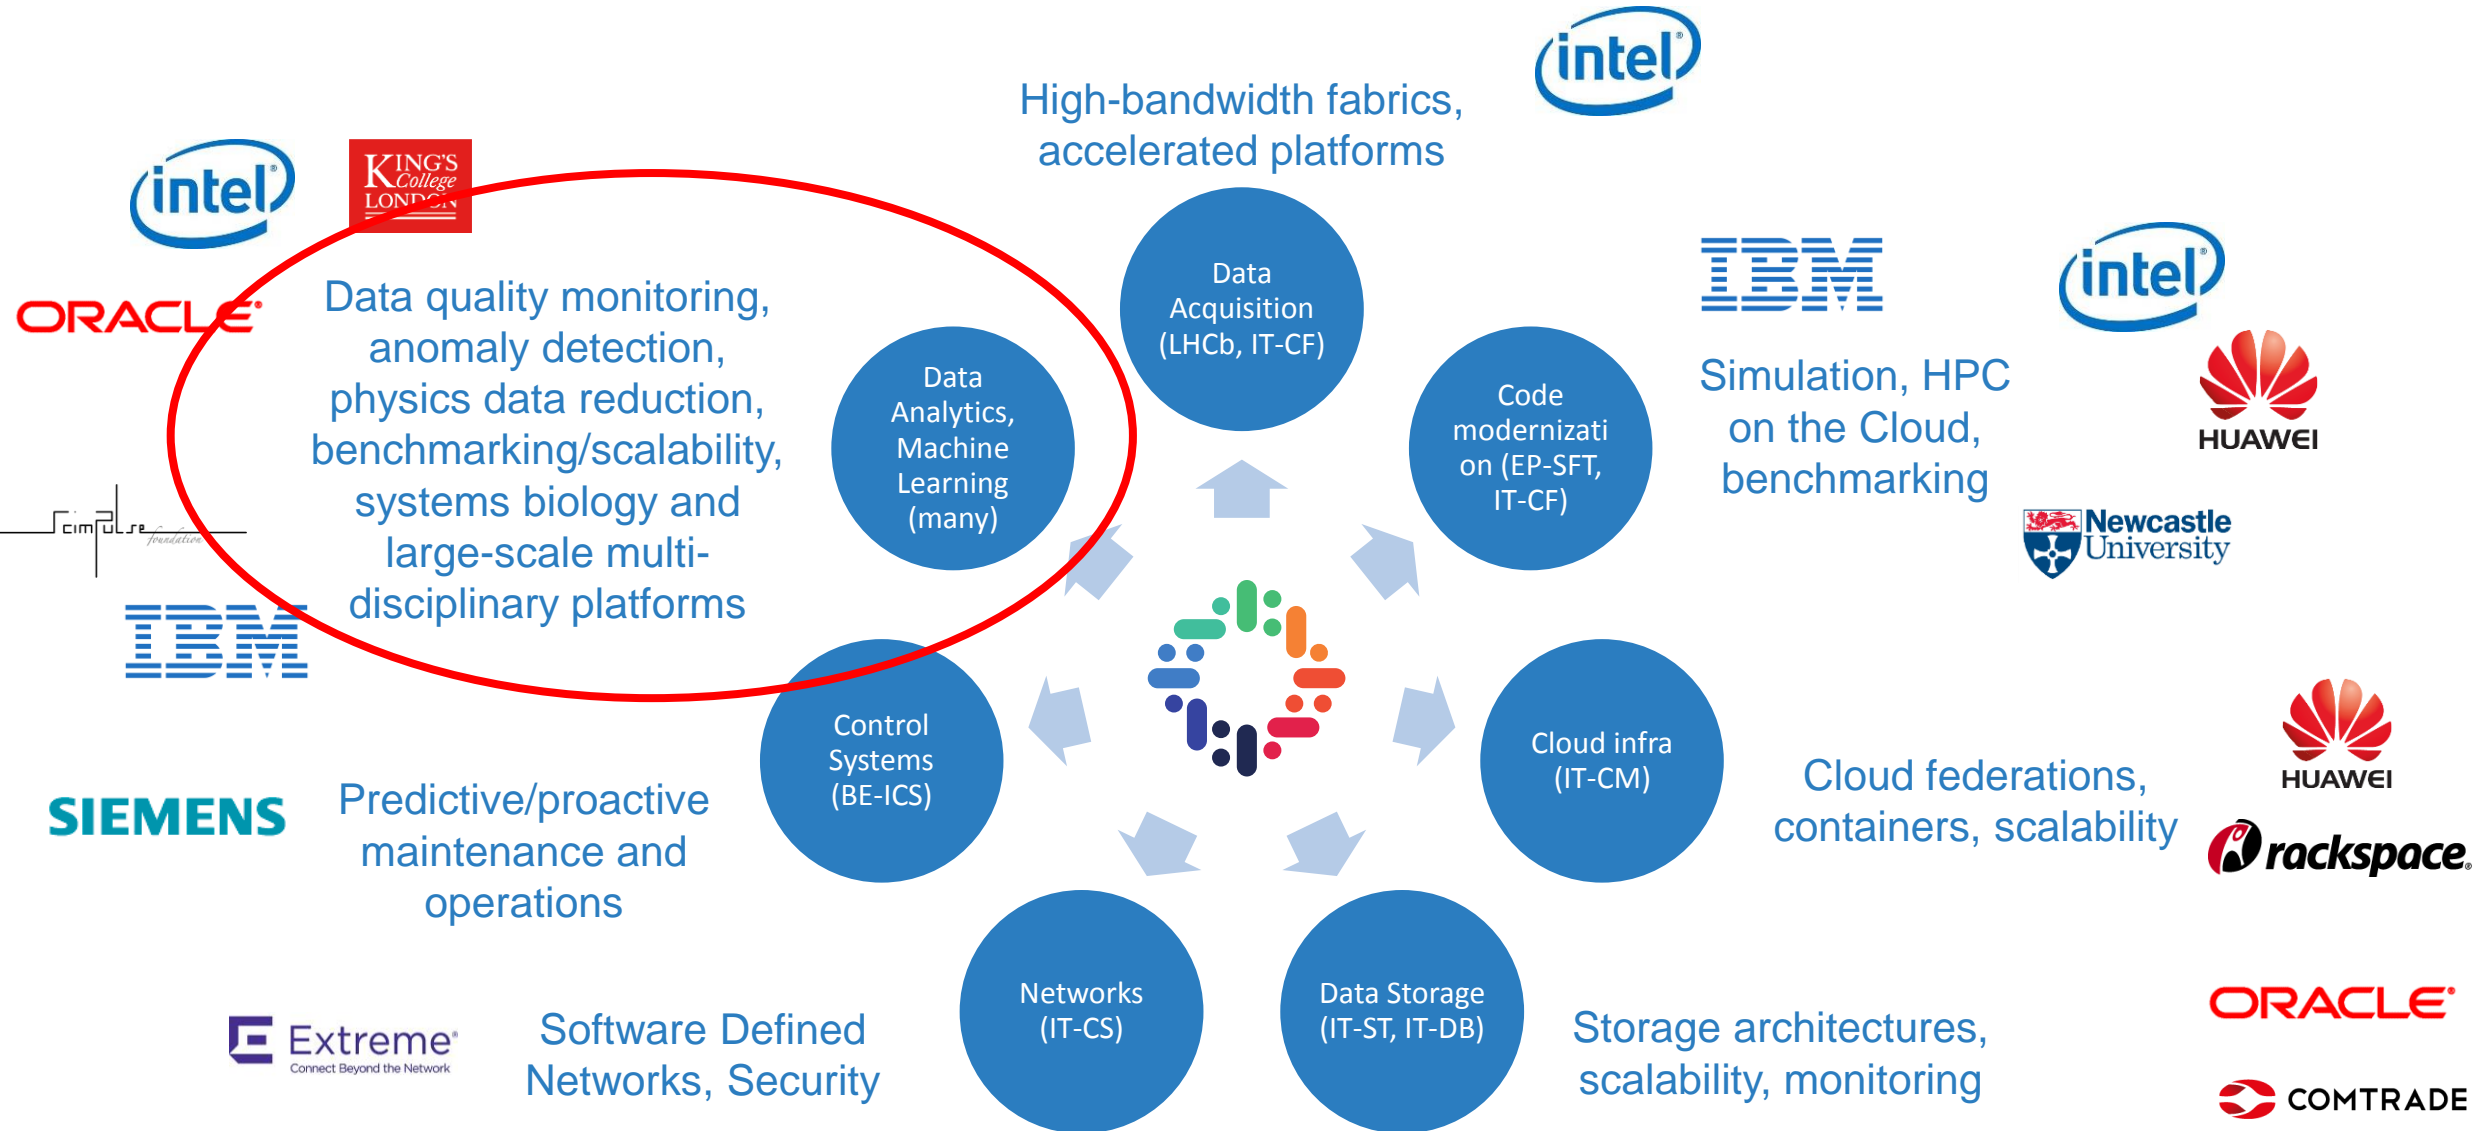 intel®
High-bandwidth fabrics,
accelerated platforms
intel®
KING'S
College
LONDON
Data
Acquisition
(LHCb, IT-CF)
IBM
intel®
ORACLE®
Data quality monitoring,
anomaly detection,
physics data reduction,
benchmarking/scalability,
systems biology and
large-scale multi-
disciplinary platforms
Data
Analytics,
Machine
Learning
(many)
Code
modernizati
on (EP-SFT,
IT-CF)
Simulation, HPC
on the Cloud,
benchmarking
HUAWEI
scimpulse
foundation
Newcastle
University
IBM
Control
Systems
(BE-ICS)
Cloud infra
(IT-CM)
SIEMENS
Predictive/proactive
maintenance and
operations
Cloud federations,
containers, scalability
HUAWEI
rackspace®
Networks
(IT-CS)
Data Storage
(IT-ST, IT-DB)
Extreme®
Connect Beyond the Network
Software Defined
Networks, Security
Storage architectures,
scalability, monitoring
ORACLE®
COMTRADE